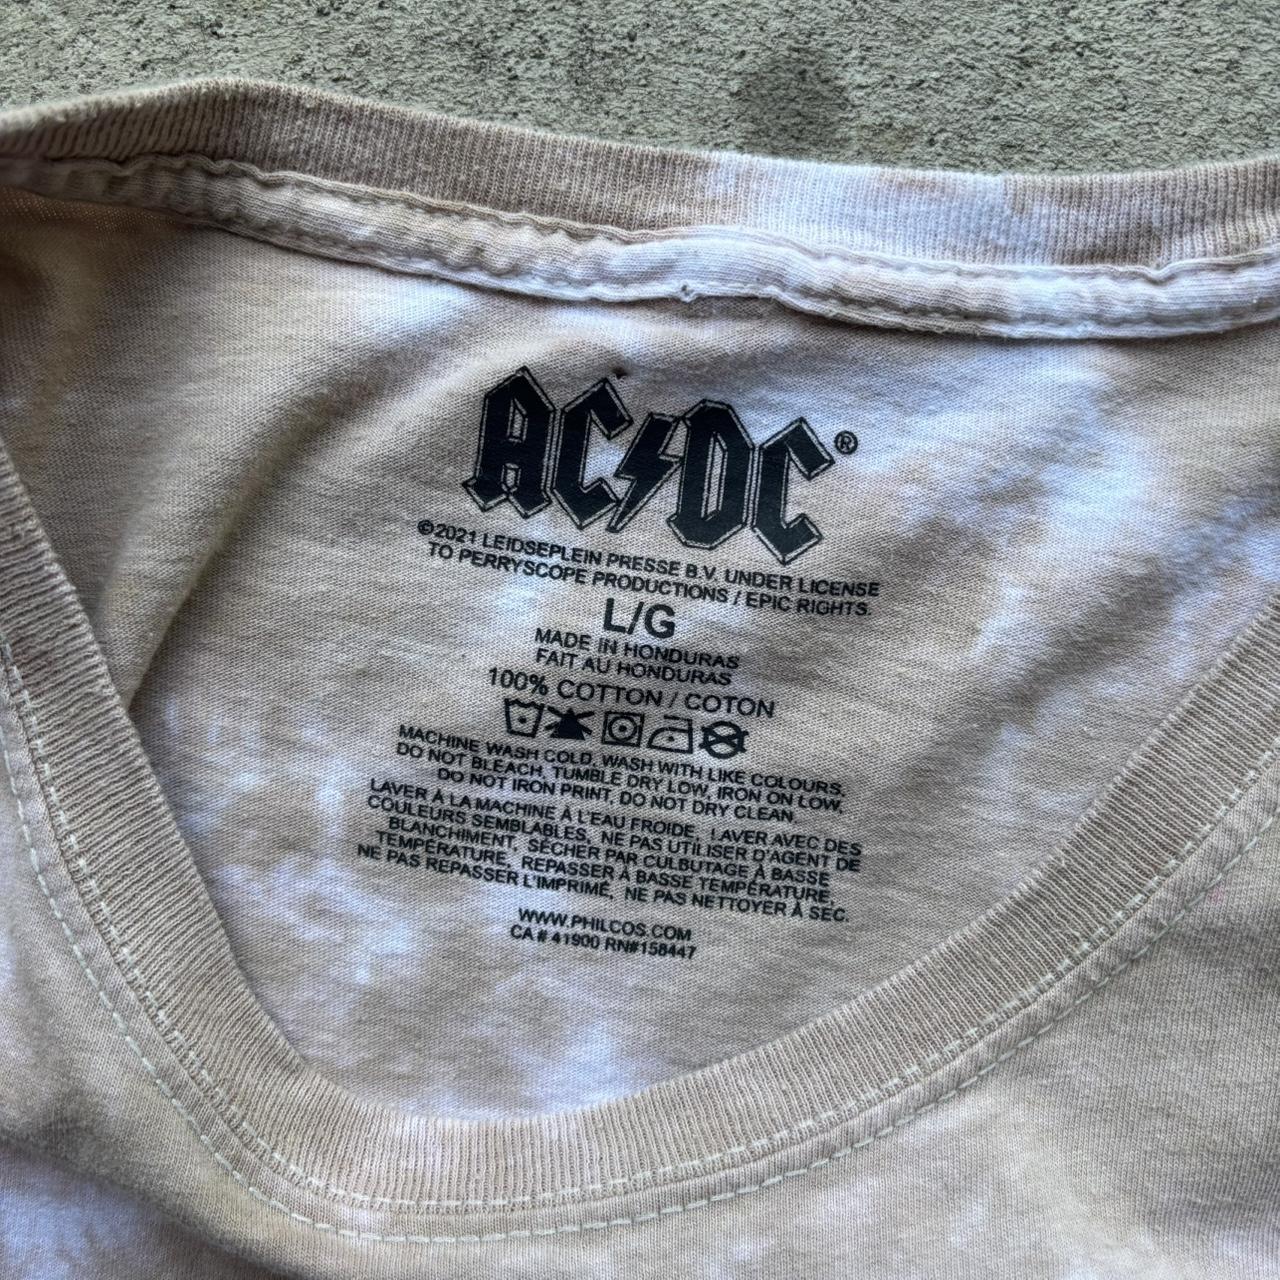 AC/DC®
©2021 LEIDSEPLEIN PRESSE B.V. UNDER LICENSE
TO PERRYSCOPE PRODUCTIONS / EPIC RIGHTS.
L/G
MADE IN HONDURAS
FAIT AU HONDURAS
100% COTTON / COTON
MACHINE WASH COLD, WASH WITH LIKE COLOURS,
DO NOT BLEACH, TUMBLE DRY LOW, IRON ON LOW,
DO NOT IRON PRINT, DO NOT DRY CLEAN.
LAVER À LA MACHINE À L'EAU FROIDE, LAVER AVEC DES
COULEURS SEMBLABLES, NE PAS UTILISER D'AGENT DE
BLANCHIMENT, SÉCHER PAR CULBUTAGE À BASSE
TEMPÉRATURE, REPASSER À BASSE TEMPÉRATURE,
NE PAS REPASSER L'IMPRIMÉ, NE PAS NETTOYER À SEC.
WWW.PHILCOS.COM
CA # 41900 RN#158447